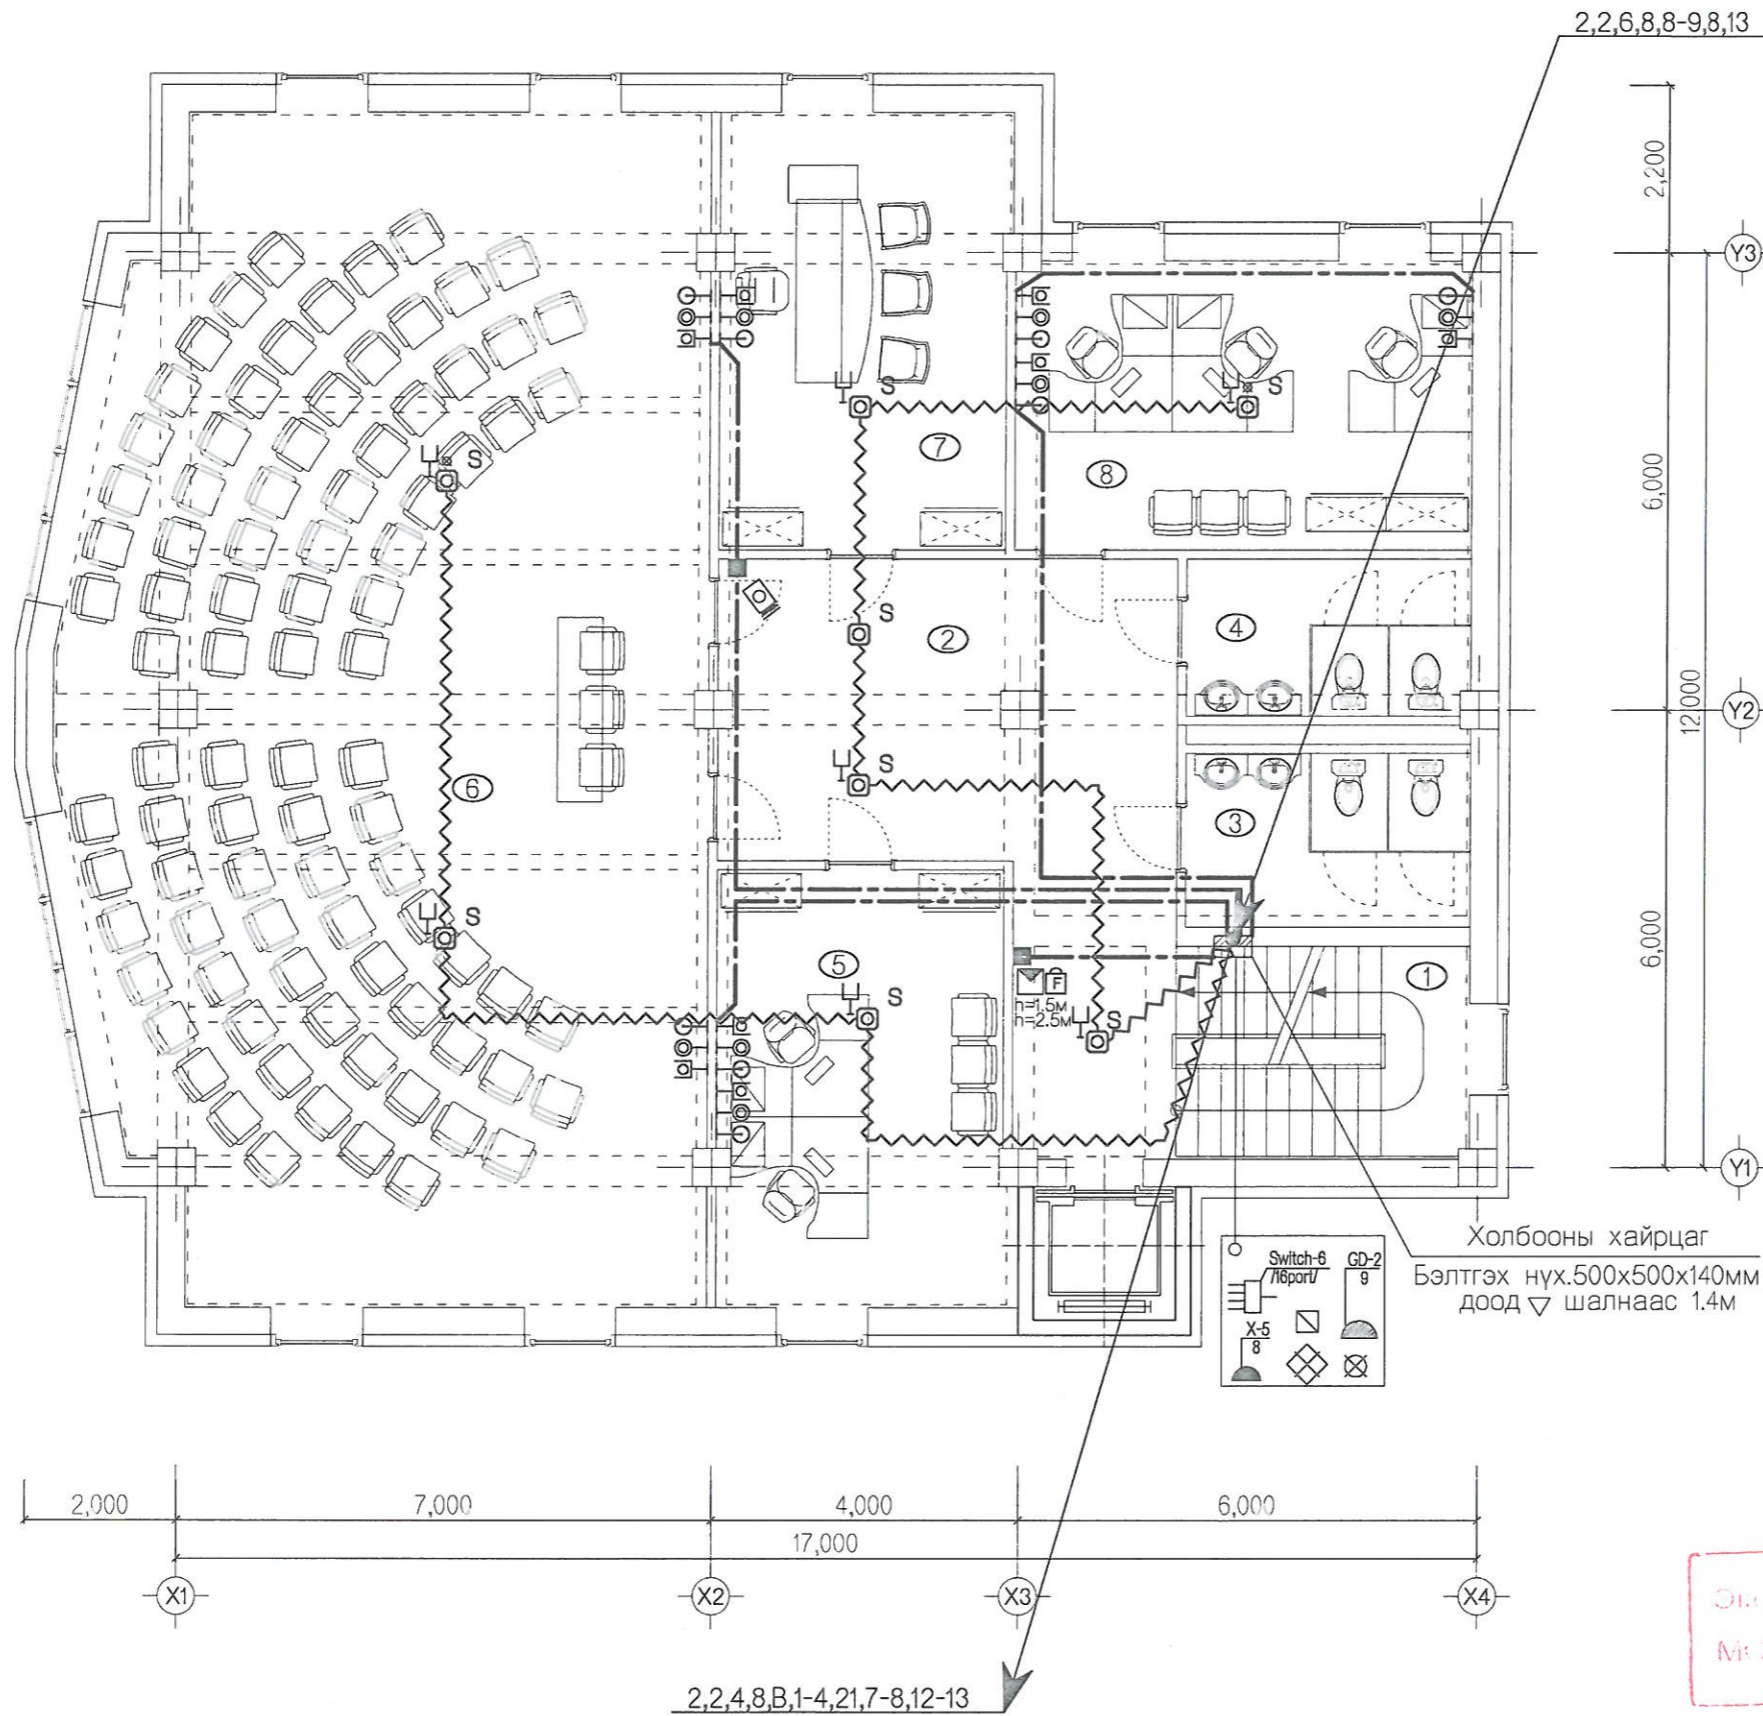 2,2,6,8,8-9,8,13
2,200
Y3
S
S
7
8
6,000
S
S
2
4
12,000
Y2
S
6
3
S
5
S
6,000
1
F
h=1.5м
h=2.5м
S
Y1
Холбооны хайрцаг
Бэлтгэх нүх.500x500x140мм
доод ▽ шалнаас 1.4м
Switch-6
/16port/
GD-2
9
X-5
8
2,000
7,000
4,000
6,000
17,000
X1
X2
X3
X4
2,2,4,8,В,1-4,21,7-8,12-13